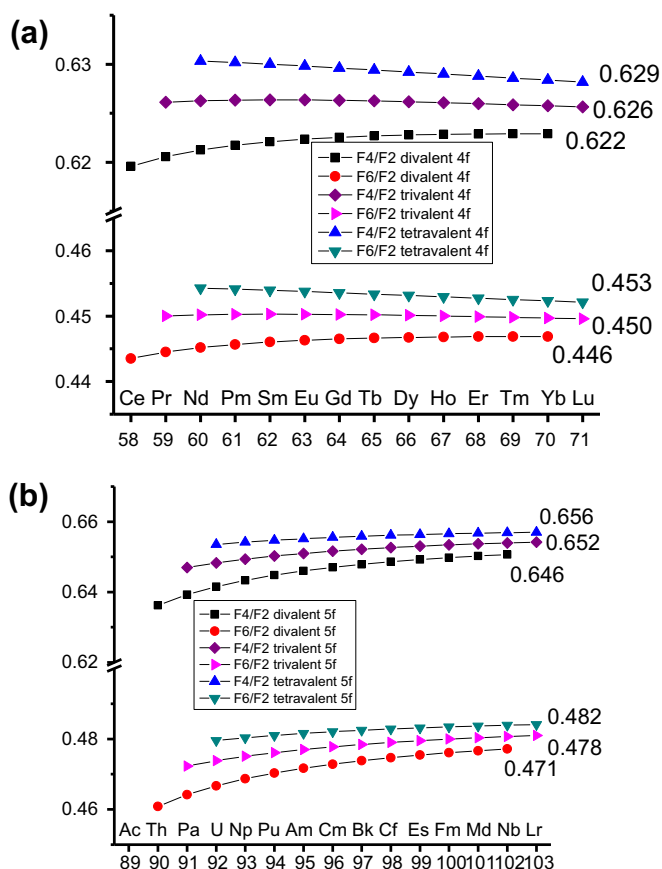 (a)
0.63
0.62
0.45
0.44
0.629
0.626
0.622
F4/F2 divalent 4f
F6/F2 divalent 4f
F4/F2 trivalent 4f
F6/F2 trivalent 4f
F4/F2 tetravalent 4f
F6/F2 tetravalent 4f
0.453
0.450
0.446
Ce Pr Nd Pm Sm Eu Gd Tb Dy Ho Er Tm Yb Lu
58 59 60 61 62 63 64 65 66 67 68 69 70 71
(b)
0.66
0.64
0.62
0.48
0.46
0.656
0.652
0.646
F4/F2 divalent 5f
F6/F2 divalent 5f
F4/F2 trivalent 5f
F6/F2 trivalent 5f
F4/F2 tetravalent 5f
F6/F2 tetravalent 5f
0.482
0.478
0.471
Ac Th Pa U Np Pu Am Cm Bk Cf Es Fm Md Nb Lr
89 90 91 92 93 94 95 96 97 98 99 100 101 102 103